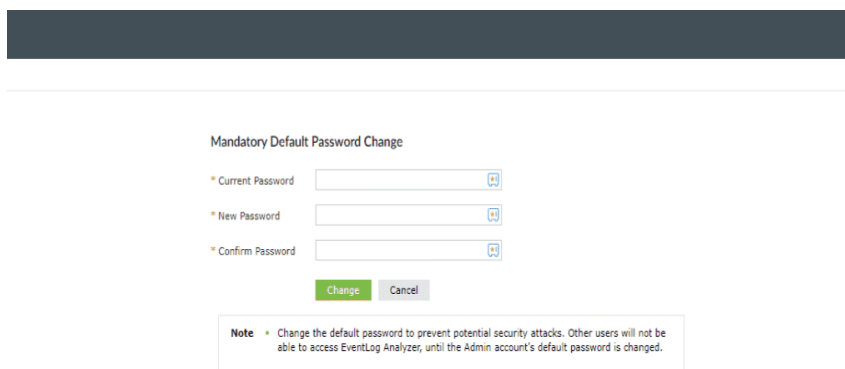 Mandatory Default Password Change
* Current Password
* New Password
* Confirm Password
Change Cancel
Note • Change the default password to prevent potential security attacks. Other users will not be
able to access EventLog Analyzer, until the Admin account's default password is changed.